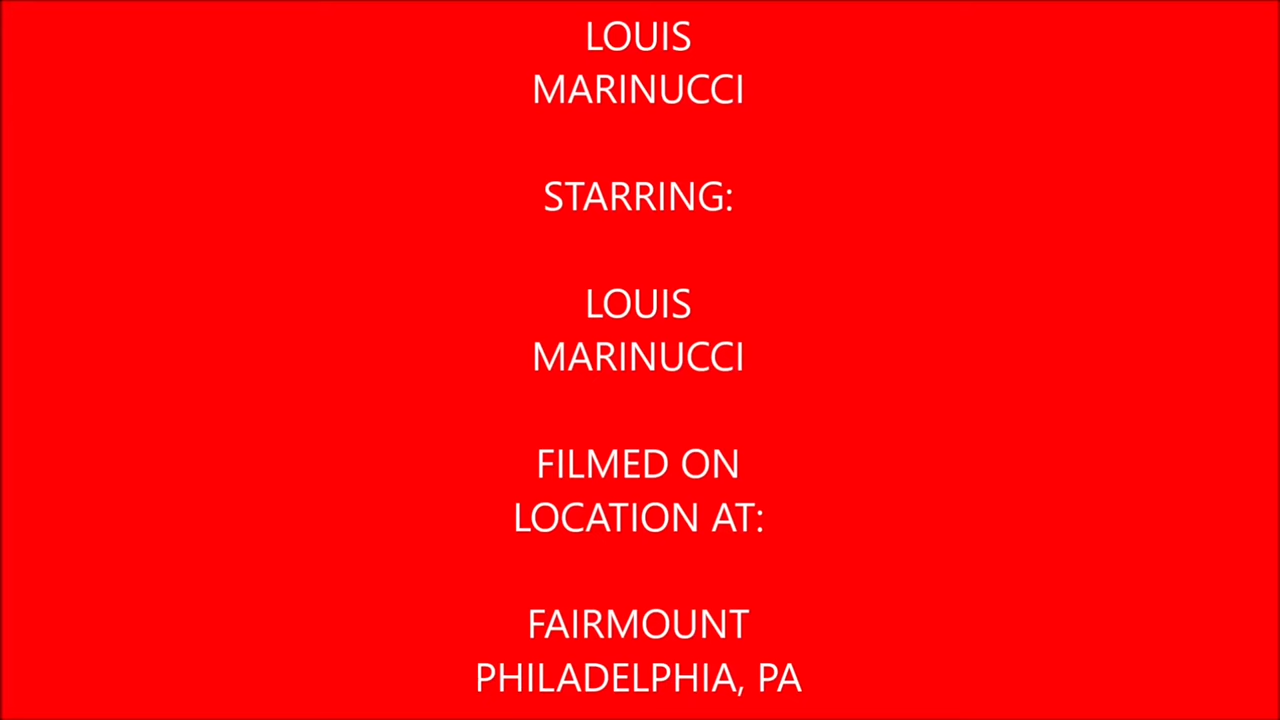 LOUIS
MARINUCCI
STARRING:
LOUIS
MARINUCCI
FILMED ON
LOCATION AT:
FAIRMOUNT
PHILADELPHIA, PA